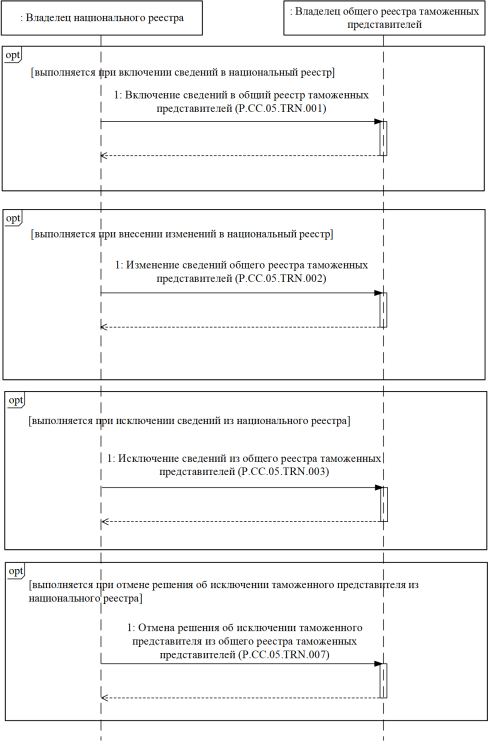 : Владелец национального реестра
: Владелец общего реестра таможенных
представителей
opt
[выполняется при включении сведений в национальный реестр]
1: Включение сведений в общий реестр таможенных
представителей (P.CC.05.TRN.001)
opt
[выполняется при внесении изменений в национальный реестр]
1: Изменение сведений общего реестра таможенных
представителей (P.CC.05.TRN.002)
opt
[выполняется при исключении сведений из национального реестра]
1: Исключение сведений из общего реестра таможенных
представителей (P.CC.05.TRN.003)
opt
[выполняется при отмене решения об исключении таможенного представителя из
национального реестра]
1: Отмена решения об исключении таможенного
представителя из общего реестра таможенных
представителей (P.CC.05.TRN.007)